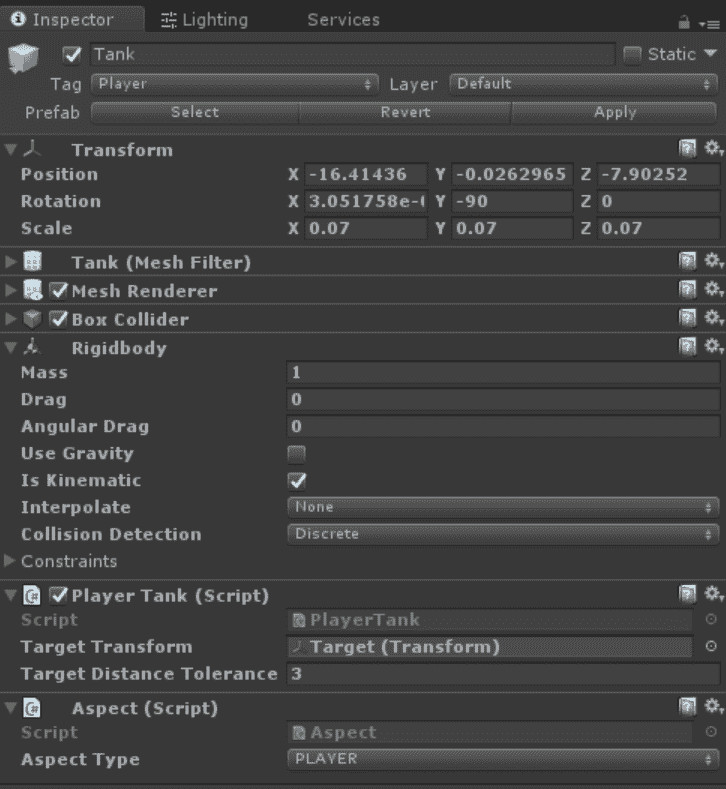 Inspector Lighting Services
Tank Static
Tag Player Layer Default
Prefab Select Revert Apply
Transform
Position X -16.41436 Y -0.0262965 Z -7.90252
Rotation X 3.051758e- Y -90 Z 0
Scale X 0.07 Y 0.07 Z 0.07
Tank (Mesh Filter)
Mesh Renderer
Box Collider
Rigidbody
Mass 1
Drag 0
Angular Drag 0
Use Gravity
Is Kinematic
Interpolate None
Collision Detection Discrete
Constraints
Player Tank (Script)
Script PlayerTank
Target Transform Target (Transform)
Target Distance Tolerance 3
Aspect (Script)
Script Aspect
Aspect Type PLAYER